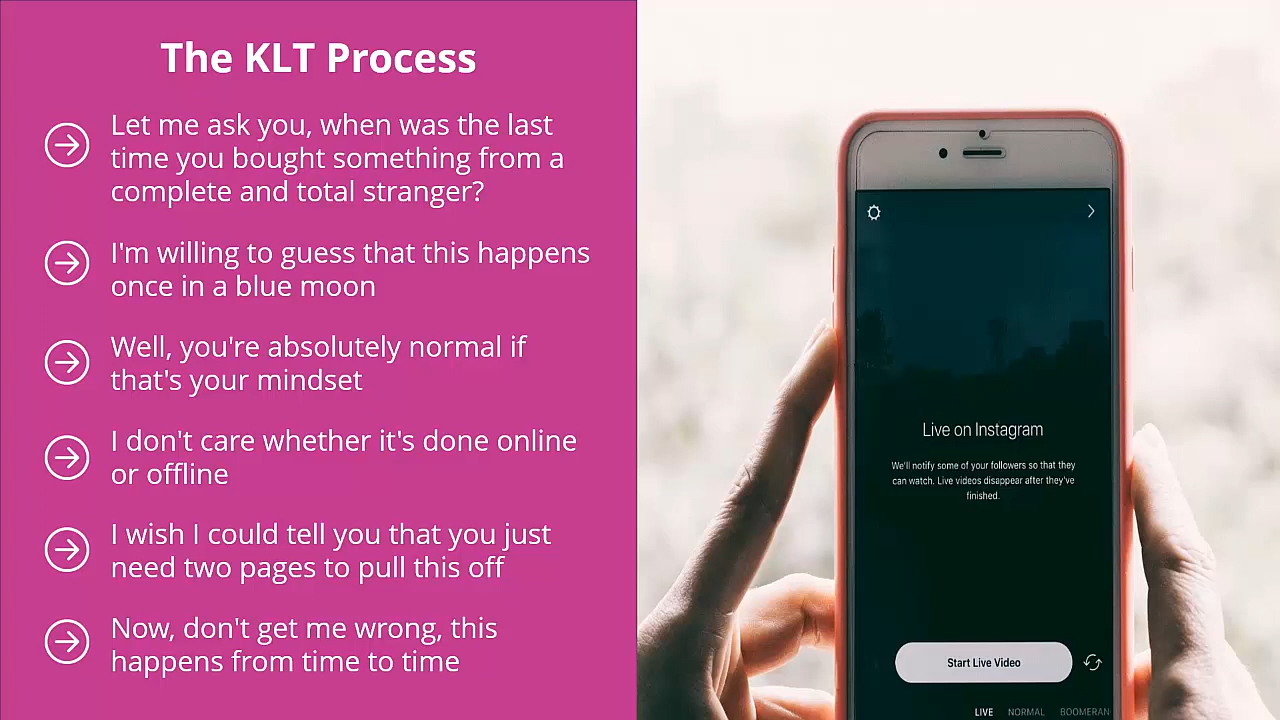 The KLT Process
Let me ask you, when was the last
time you bought something from a
complete and total stranger?
I'm willing to guess that this happens
once in a blue moon
Well, you're absolutely normal if
that's your mindset
I don't care whether it's done online
or offline
I wish I could tell you that you just
need two pages to pull this off
Now, don't get me wrong, this
happens from time to time
Live on Instagram
We'll notify some of your followers so that they
can watch. Live videos disappear after they've
finished.
Start Live Video
LIVE NORMAL BOOMERAN